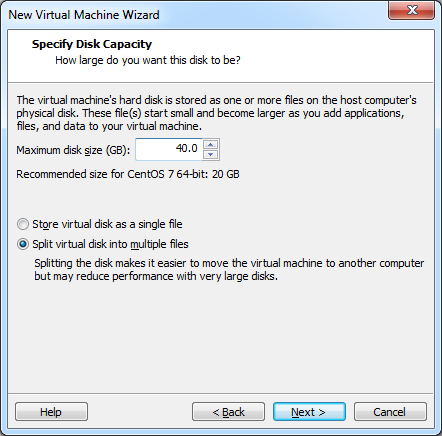 New Virtual Machine Wizard
Specify Disk Capacity
How large do you want this disk to be?
The virtual machine's hard disk is stored as one or more files on the host computer's
physical disk. These file(s) start small and become larger as you add applications,
files, and data to your virtual machine.
Maximum disk size (GB): 40.0
Recommended size for CentOS 7 64-bit: 20 GB
Store virtual disk as a single file
Split virtual disk into multiple files
Splitting the disk makes it easier to move the virtual machine to another computer
but may reduce performance with very large disks.
Help < Back Next > Cancel